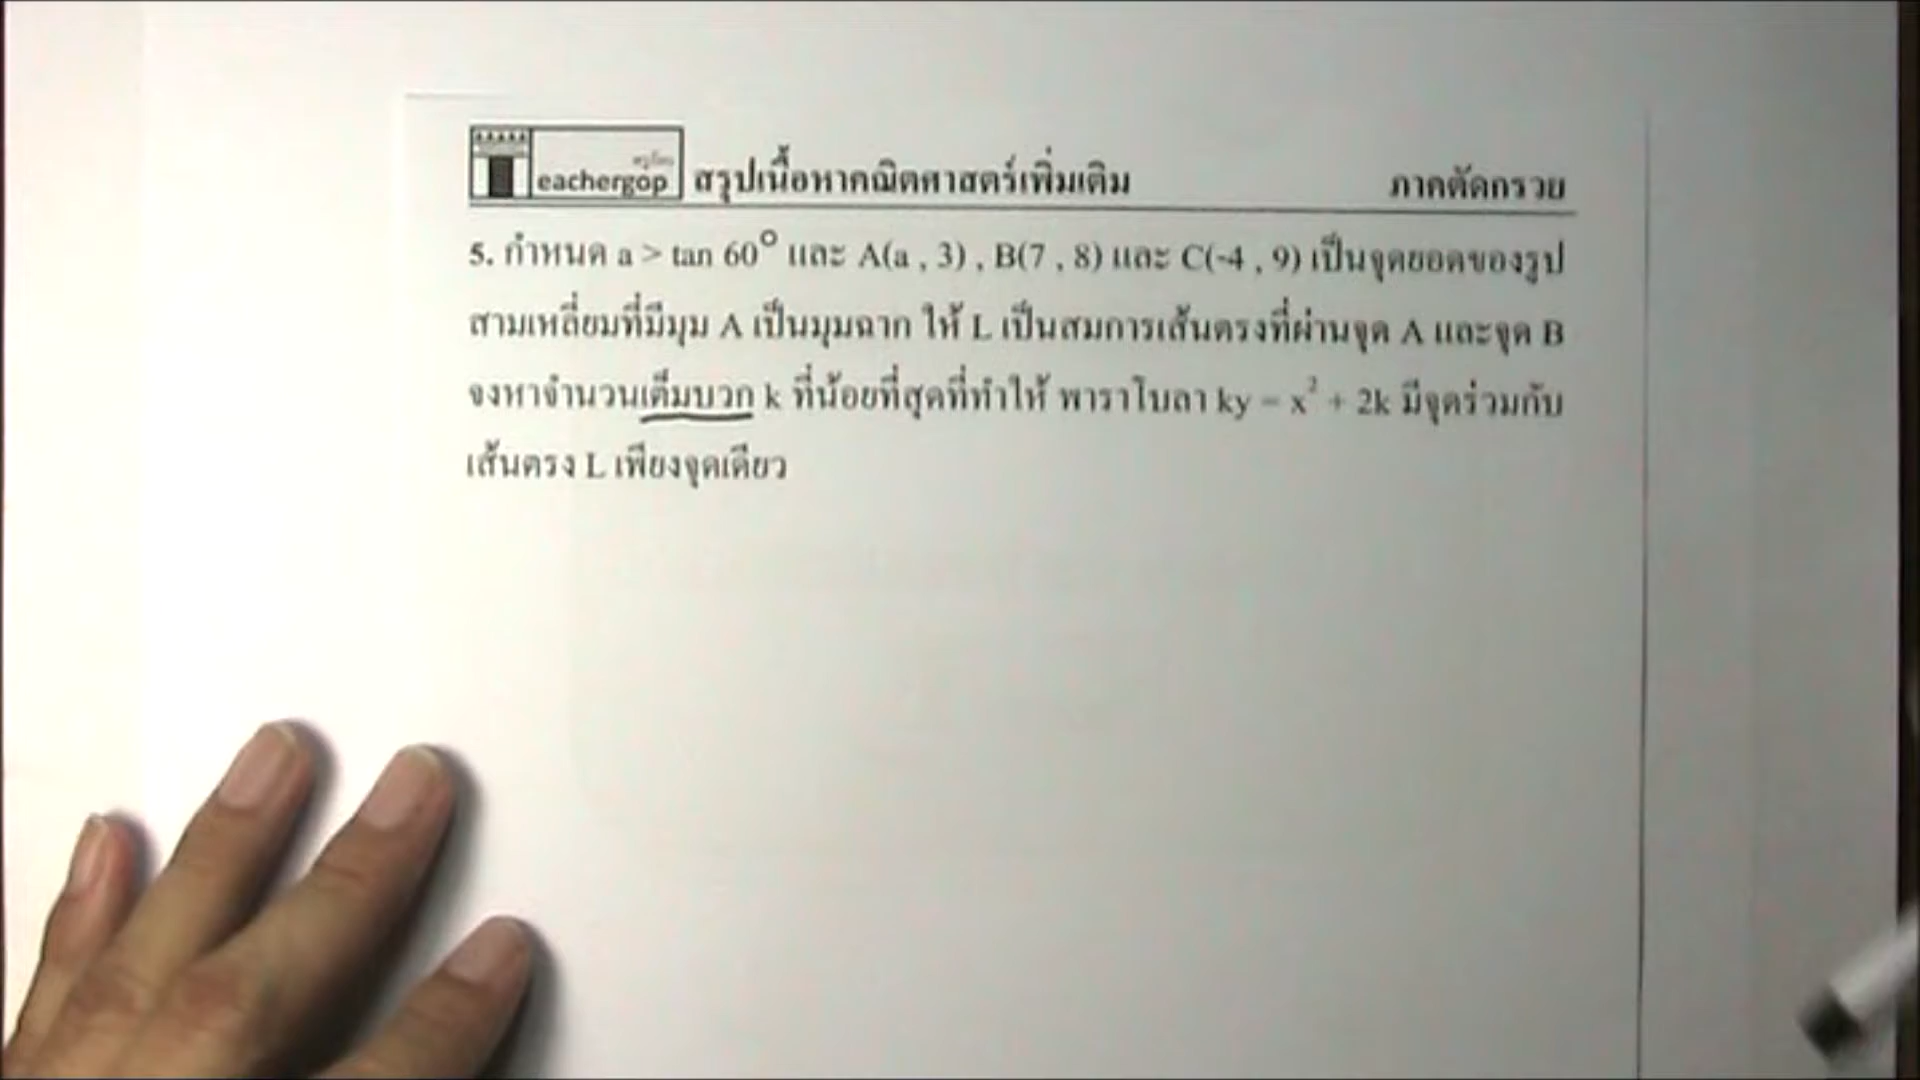 ครูก๊อบ
eachergop สรุปเนื้อหาคณิตศาสตร์เพิ่มเติม ภาคตัดกรวย
5. กำหนด a > tan 60° และ A(a , 3) , B(7 , 8) และ C(-4 , 9) เป็นจุดยอดของรูป
สามเหลี่ยมที่มีมุม A เป็นมุมฉาก ให้ L เป็นสมการเส้นตรงที่ผ่านจุด A และจุด B
จงหาจำนวนเต็มบวก k ที่น้อยที่สุดที่ทำให้ พาราโบลา ky = x² + 2k มีจุดร่วมกับ
เส้นตรง L เพียงจุดเดียว